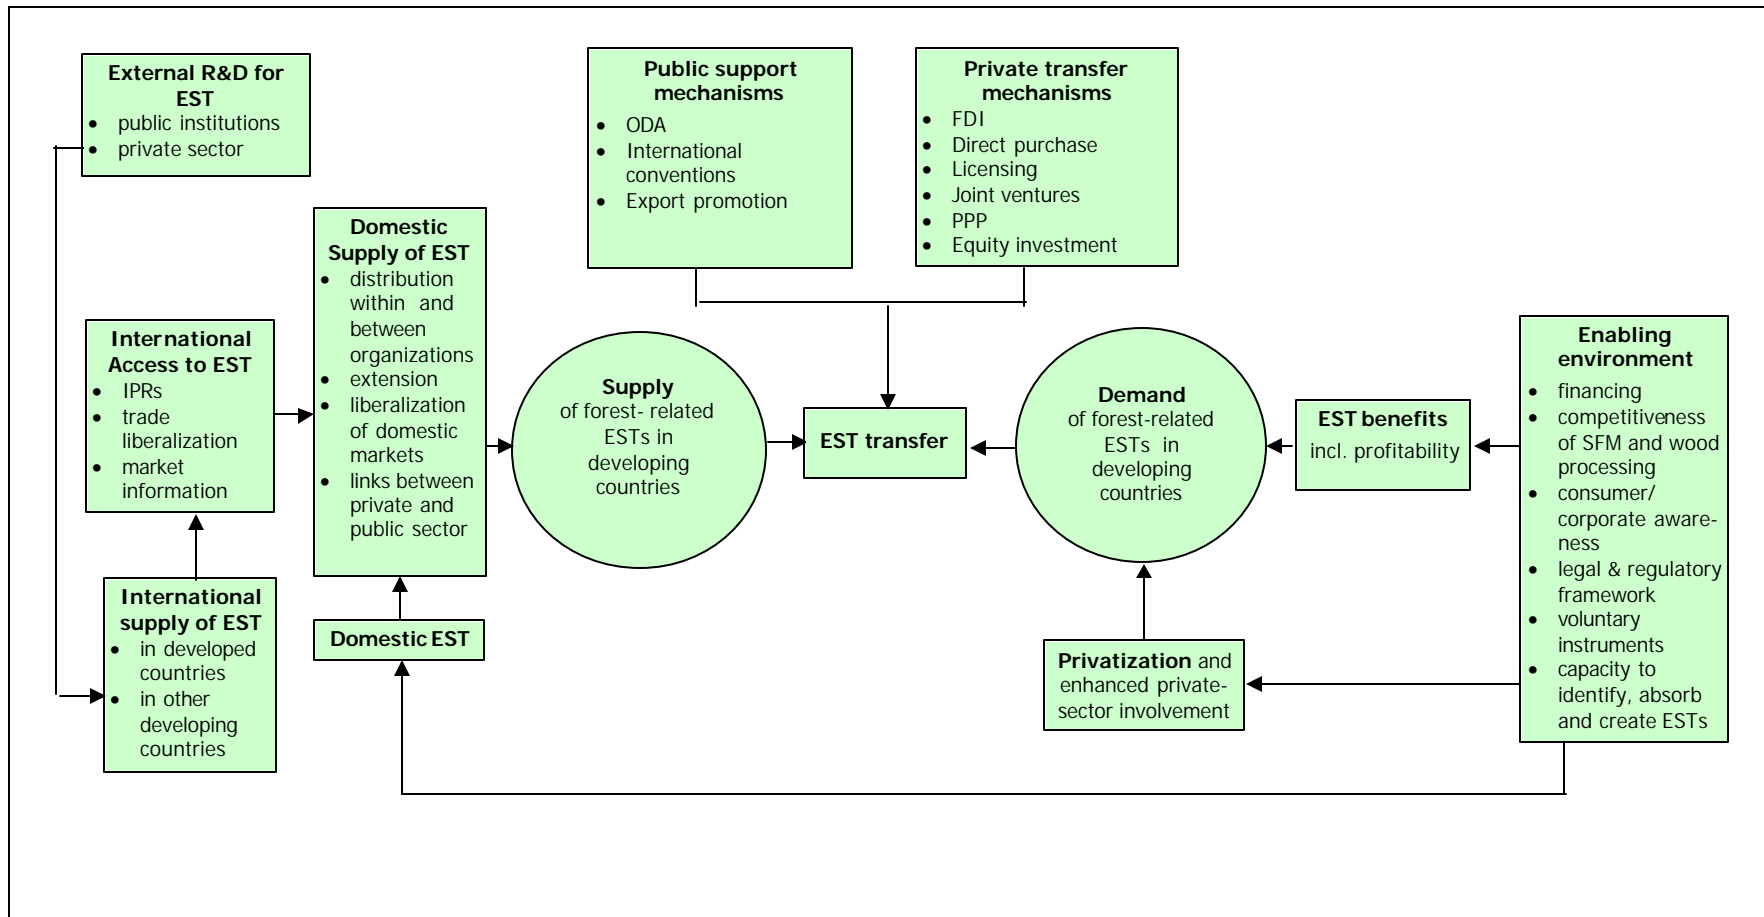 External R&D for
EST
• public institutions
• private sector
Public support
mechanisms
• ODA
• International
conventions
• Export promotion
Private transfer
mechanisms
• FDI
• Direct purchase
• Licensing
• Joint ventures
• PPP
• Equity investment
Domestic
Supply of EST
• distribution
within and
between
organizations
• extension
• liberalization
of domestic
markets
• links between
private and
public sector
International
Access to EST
• IPRs
• trade
liberalization
• market
information
International
supply of EST
• in developed
countries
• in other
developing
countries
Domestic EST
Supply
of forest- related
ESTs in
developing
countries
EST transfer
Demand
of forest-related
ESTs in
developing
countries
EST benefits
incl. profitability
Privatization and
enhanced private-
sector involvement
Enabling
environment
• financing
• competitiveness
of SFM and wood
processing
• consumer/
corporate aware-
ness
• legal & regulatory
framework
• voluntary
instruments
• capacity to
identify, absorb
and create ESTs